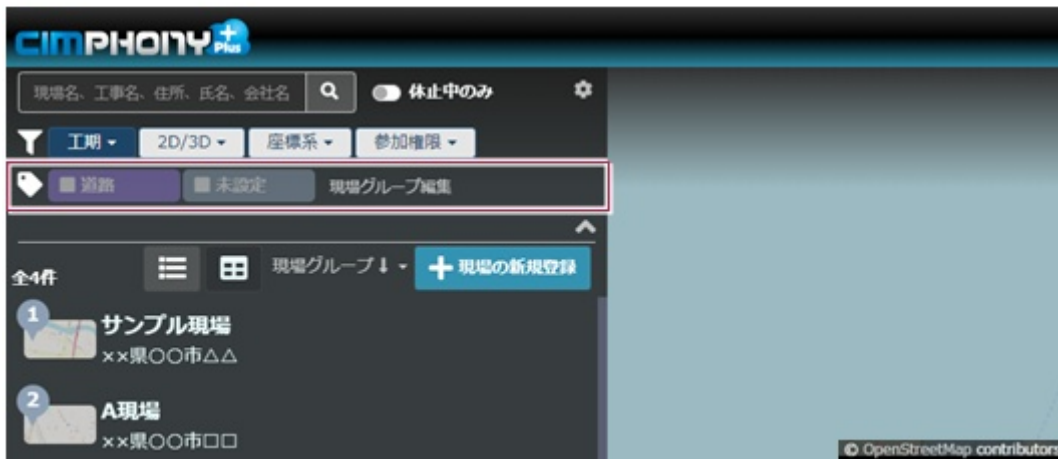 CIMPHONY Plus
現場名、工事名、住所、氏名、会社名 休止中のみ
工期 2D/3D 座標系 参加権限
道路 未設定 現場グループ編集
全4件 現場グループ↓ +現場の新規登録
1 サンプル現場
××県○○市△△
2 A現場
××県○○市□□
© OpenStreetMap contributors